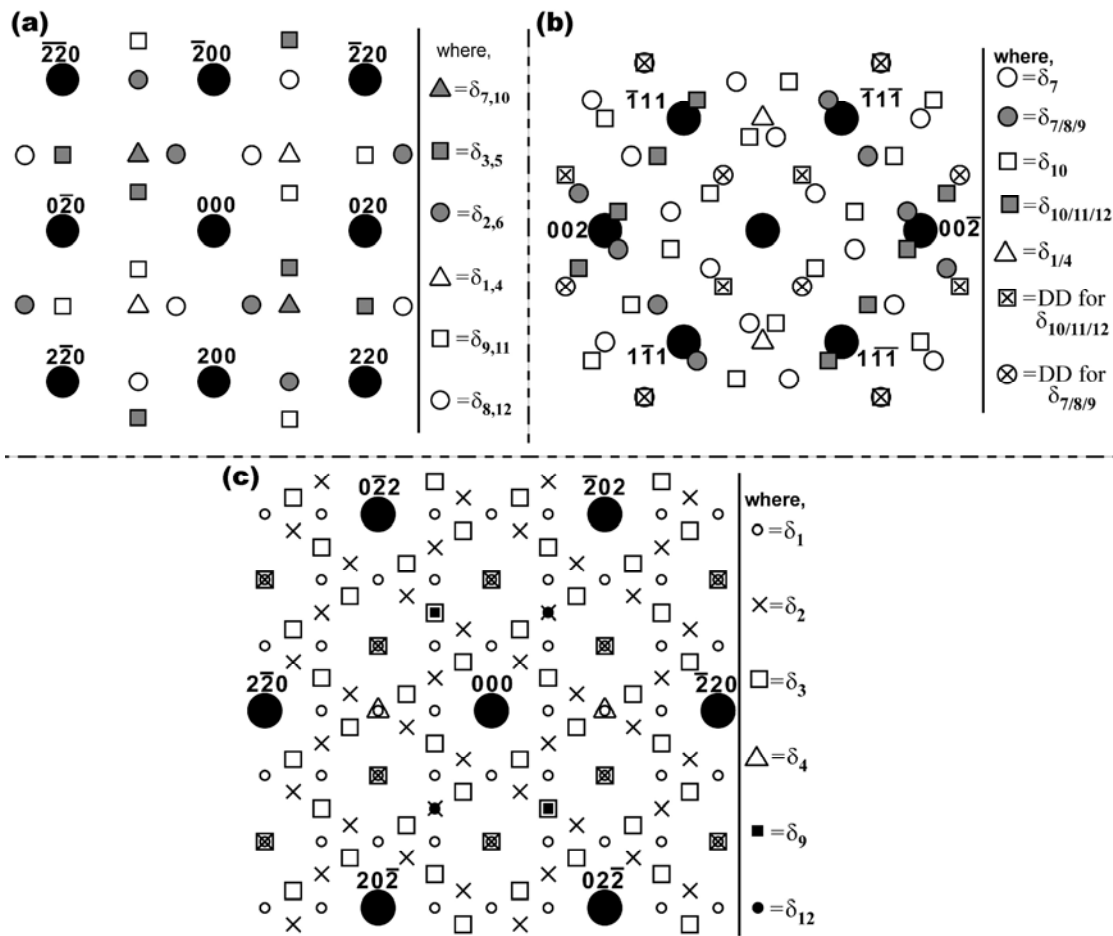 (a)
2̅2̅0 2̅00 2̅20
02̅0 000 020
22̅0 200 220
where,
=δ7,10
=δ3,5
=δ2,6
=δ1,4
=δ9,11
=δ8,12
(b)
1̅11 1̅11̅
002 002̅
11̅1 11̅1̅
where,
=δ7
=δ7/8/9
=δ10
=δ10/11/12
=δ1/4
=DD for
δ10/11/12
=DD for
δ7/8/9
(c)
02̅2 2̅02
22̅0 000 2̅20
202̅ 022̅
where,
=δ1
=δ2
=δ3
=δ4
=δ9
=δ12